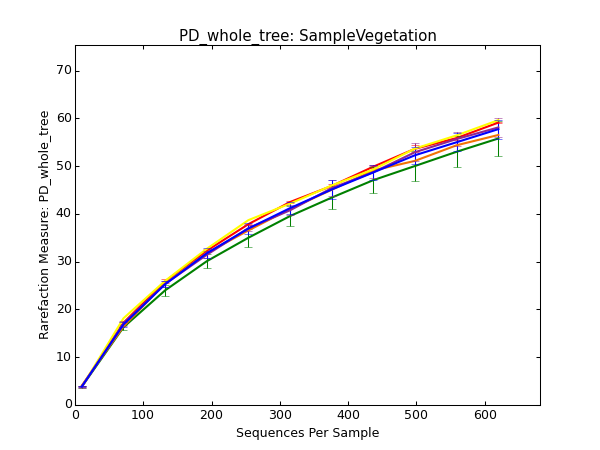 PD_whole_tree: SampleVegetation
70
60
50
40
30
20
10
0
Rarefaction Measure: PD_whole_tree
0 100 200 300 400 500 600
Sequences Per Sample